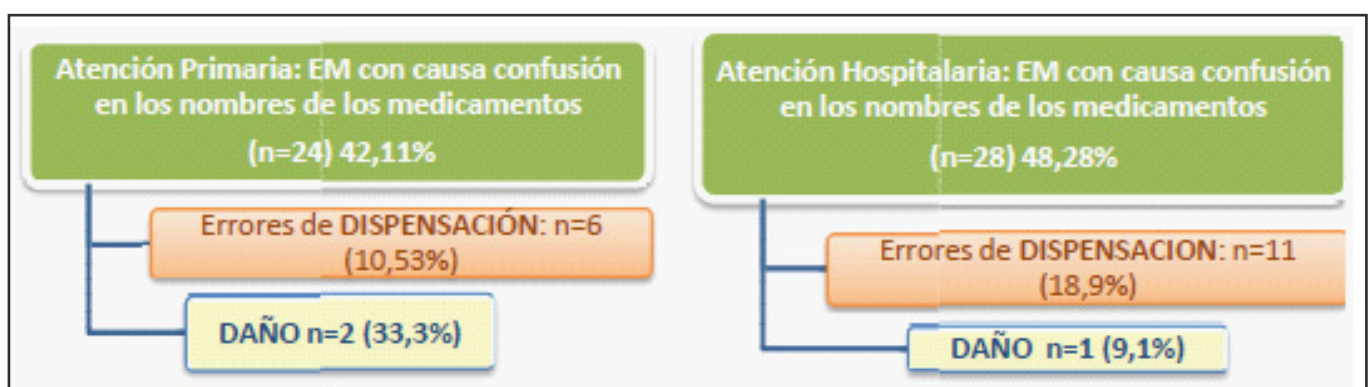 Atención Primaria: EM con causa confusión
en los nombres de los medicamentos
(n=24) 42,11%
Errores de DISPENSACIÓN: n=6
(10,53%)
DAÑO n=2 (33,3%)
Atención Hospitalaria: EM con causa confusión
en los nombres de los medicamentos
(n=28) 48,28%
Errores de DISPENSACION: n=11
(18,9%)
DAÑO n=1 (9,1%)